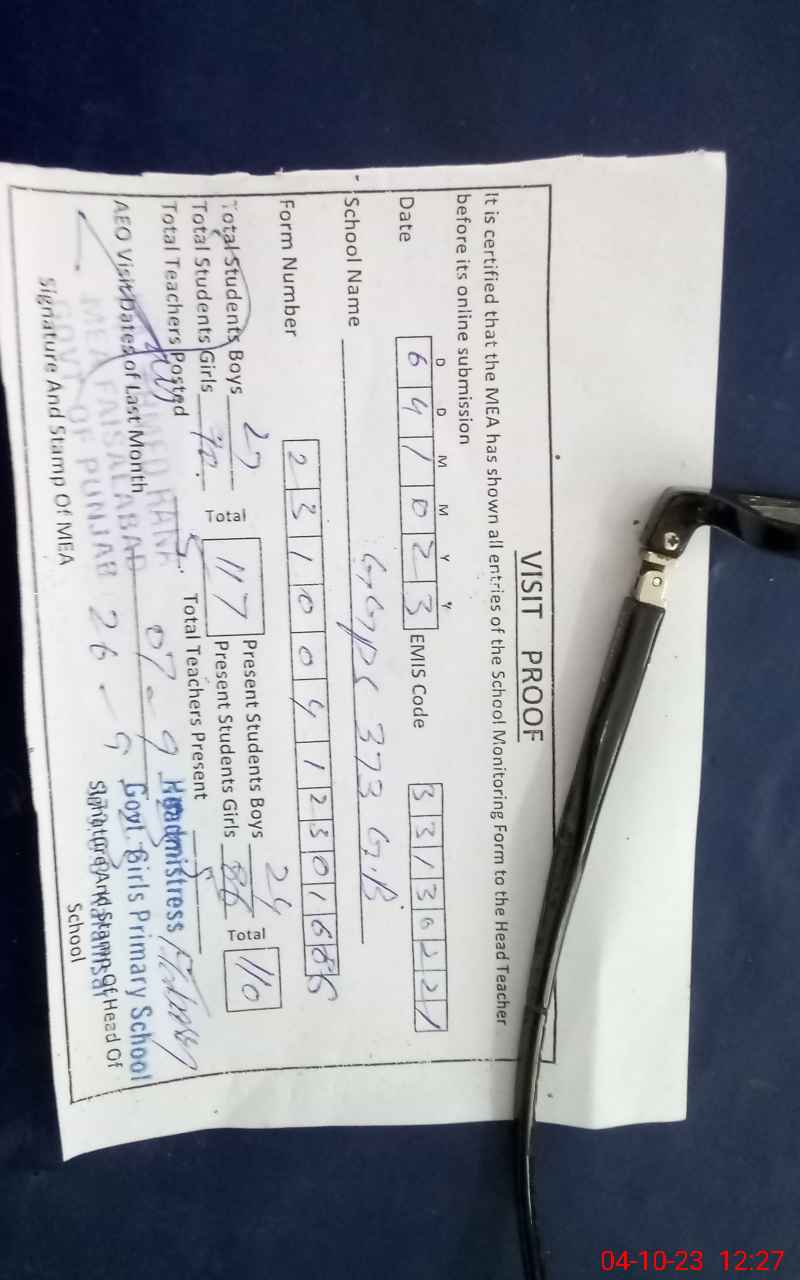 VISIT PROOF
It is certified that the MEA has shown all entries of the School Monitoring Form to the Head Teacher
before its online submission
D D M M Y Y
Date 6 4 1 0 2 3 EMIS Code 3 3 1 3 0 2 2 1
School Name GGPS 373 G.B
Form Number 2 3 1 0 0 4 1 2 3 0 1 6
Total Students Boys 27 Total 117 Present Students Boys 24 Total 110
Total Students Girls Present Students Girls 86
Total Teachers Posted 5 Total Teachers Present
AEO Visit Dates of Last Month 07-9
26-9
AHMED RANA
MEA FAISALABAD
GOVT OF PUNJAB
Headmistress
Govt. Girls Primary School
Signature And Stamp Of MEA
Signature And Stamp Of Head Of
School
04-10-23 12:27